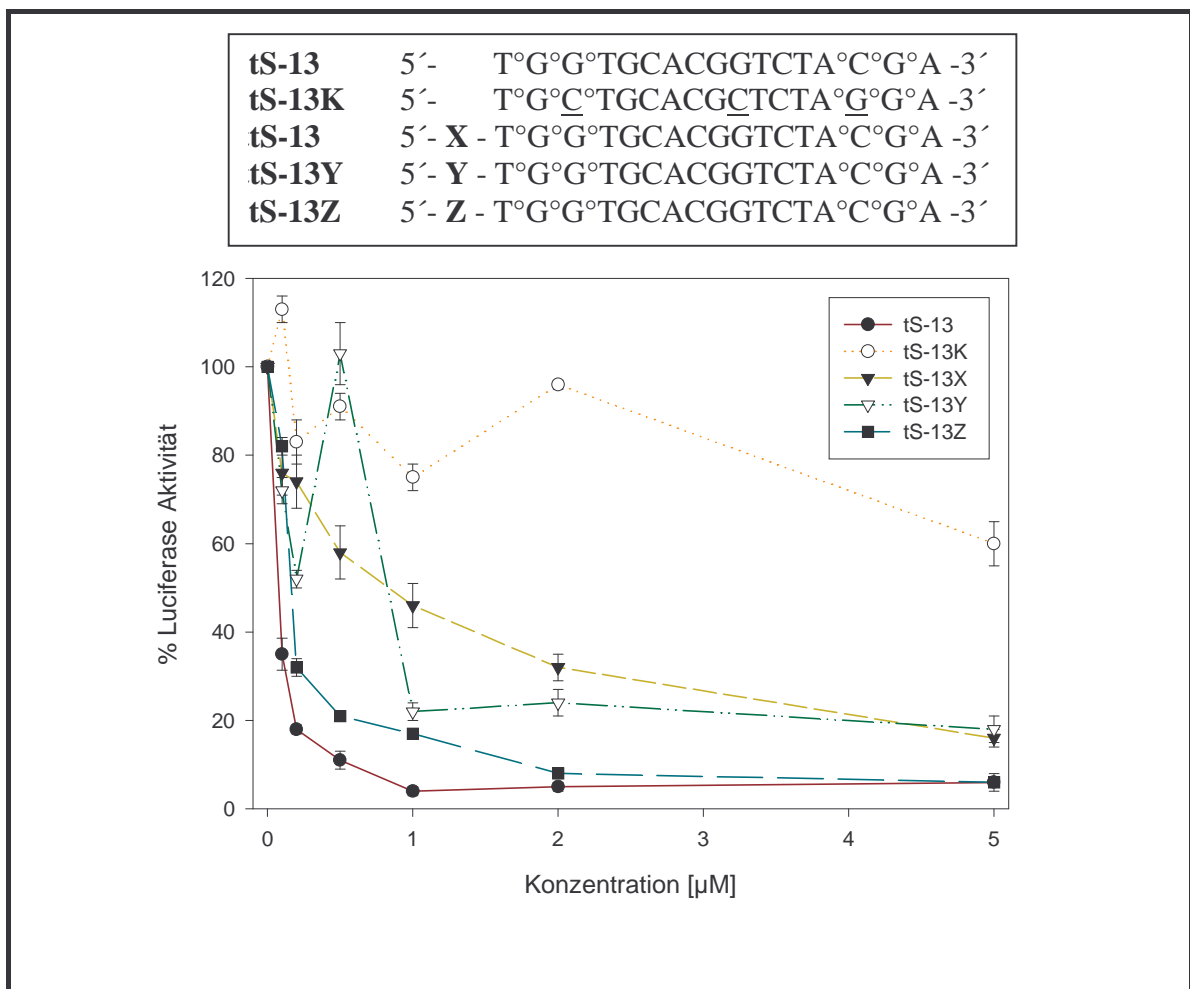 tS-13 5´- T°G°G°TGCACGGTCTA°C°G°A -3´
tS-13K 5´- T°G°C°TGCACGCTCTA°G°G°A -3´
tS-13 5´- X - T°G°G°TGCACGGTCTA°C°G°A -3´
tS-13Y 5´- Y - T°G°G°TGCACGGTCTA°C°G°A -3´
tS-13Z 5´- Z - T°G°G°TGCACGGTCTA°C°G°A -3´
120
100
80
60
40
20
0
% Luciferase Aktivität
tS-13
tS-13K
tS-13X
tS-13Y
tS-13Z
0 1 2 3 4 5
Konzentration [µM]